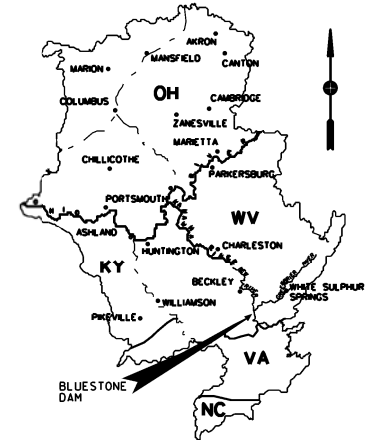 AKRON
MANSFIELD
CANTON
MARION
OH
COLUMBUS
CAMBRIDGE
ZANESVILLE
MARIETTA
CHILLICOTHE
PARKERSBURG
PORTSMOUTH
WV
ASHLAND
HUNTINGTON
CHARLESTON
KY
BECKLEY
WHITE SULPHUR
SPRINGS
WILLIAMSON
PIKEVILLE
BLUESTONE
DAM
VA
NC